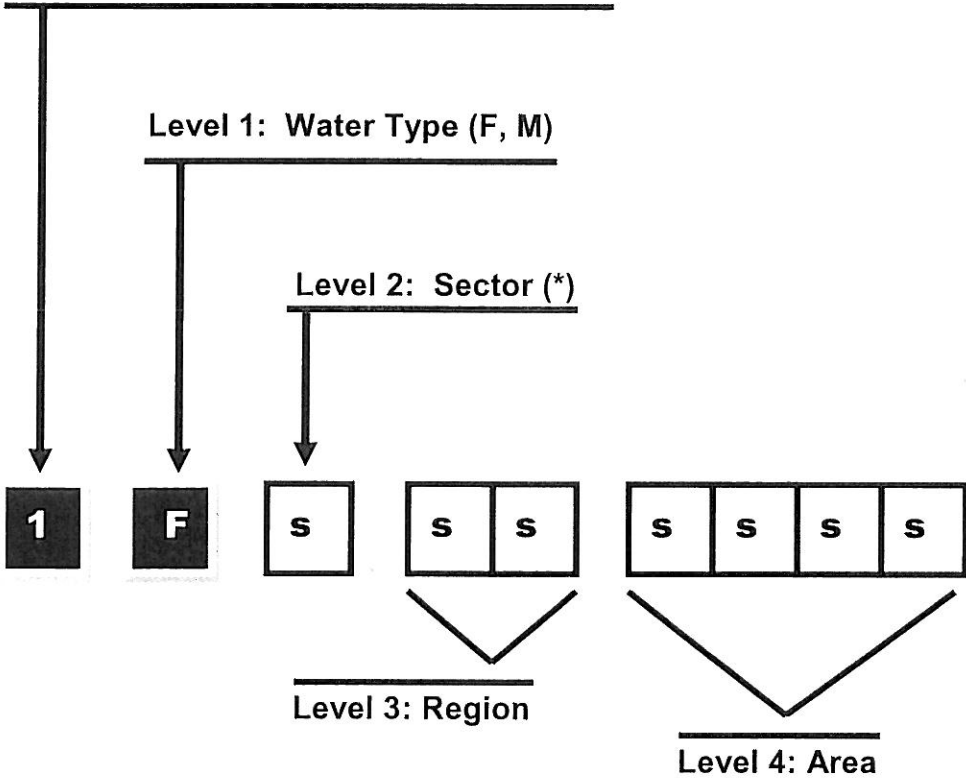 Level 1: Water Type (F, M)
Level 2: Sector (*)
1 F s s s s s s s
Level 3: Region
Level 4: Area